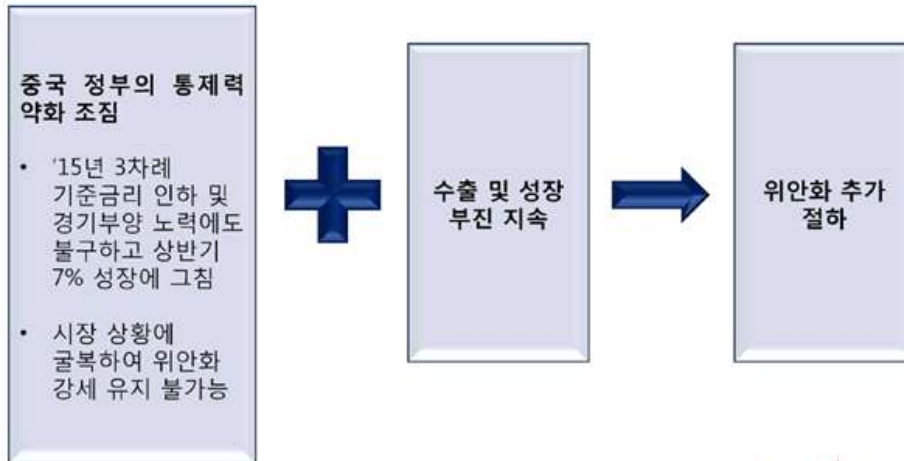 중국 정부의 통제력
약화 조짐
• '15년 3차례
기준금리 인하 및
경기부양 노력에도
불구하고 상반기
7% 성장에 그침
• 시장 상황에
굴복하여 위안화
강세 유지 불가능
수출 및 성장
부진 지속
위안화 추가
절하